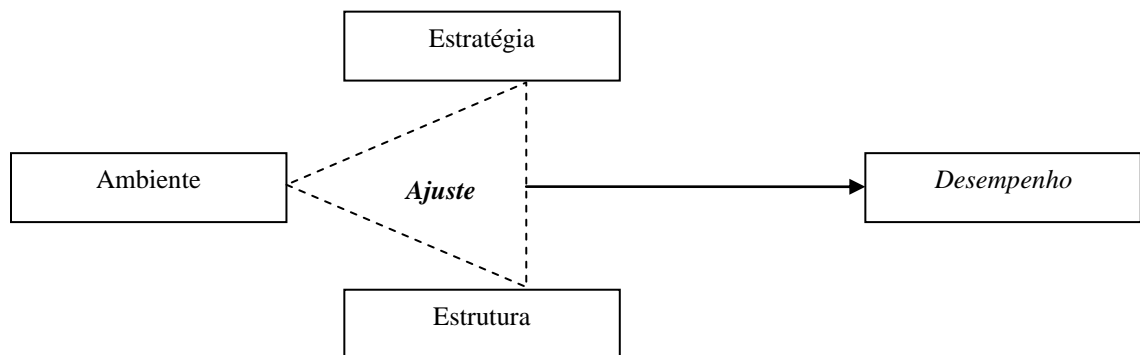 Estratégia
Ambiente
Ajuste
Desempenho
Estrutura